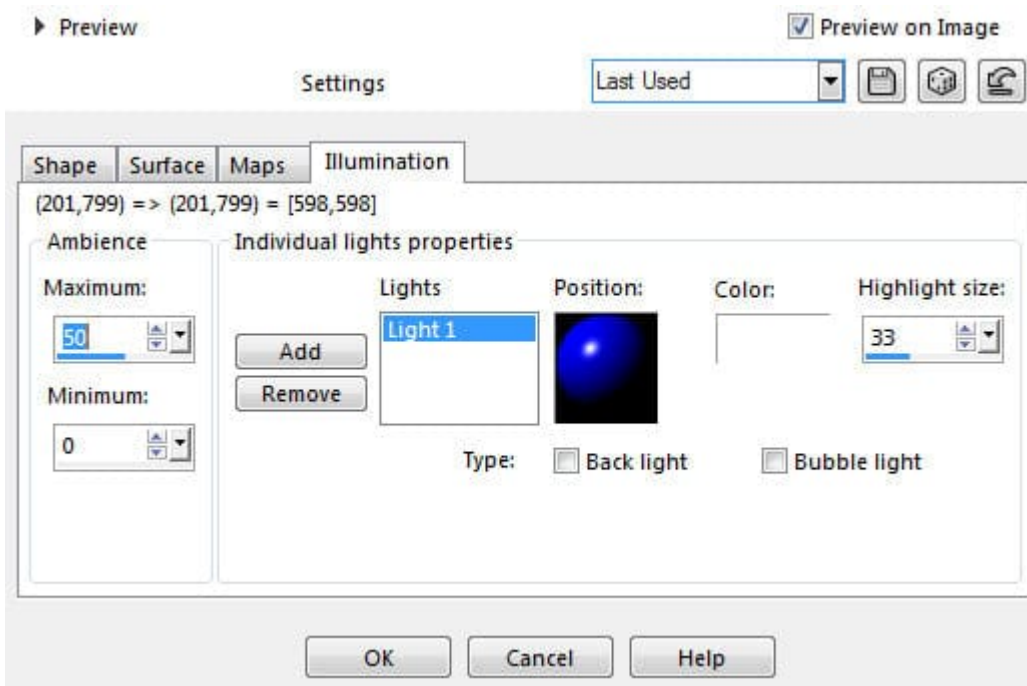 Preview
Preview on Image
Settings
Last Used
Shape
Surface
Maps
Illumination
(201,799) => (201,799) = [598,598]
Ambience
Individual lights properties
Maximum:
Lights
Position:
Color:
Highlight size:
50
Add
Light 1
33
Minimum:
Remove
0
Type:
Back light
Bubble light
OK
Cancel
Help